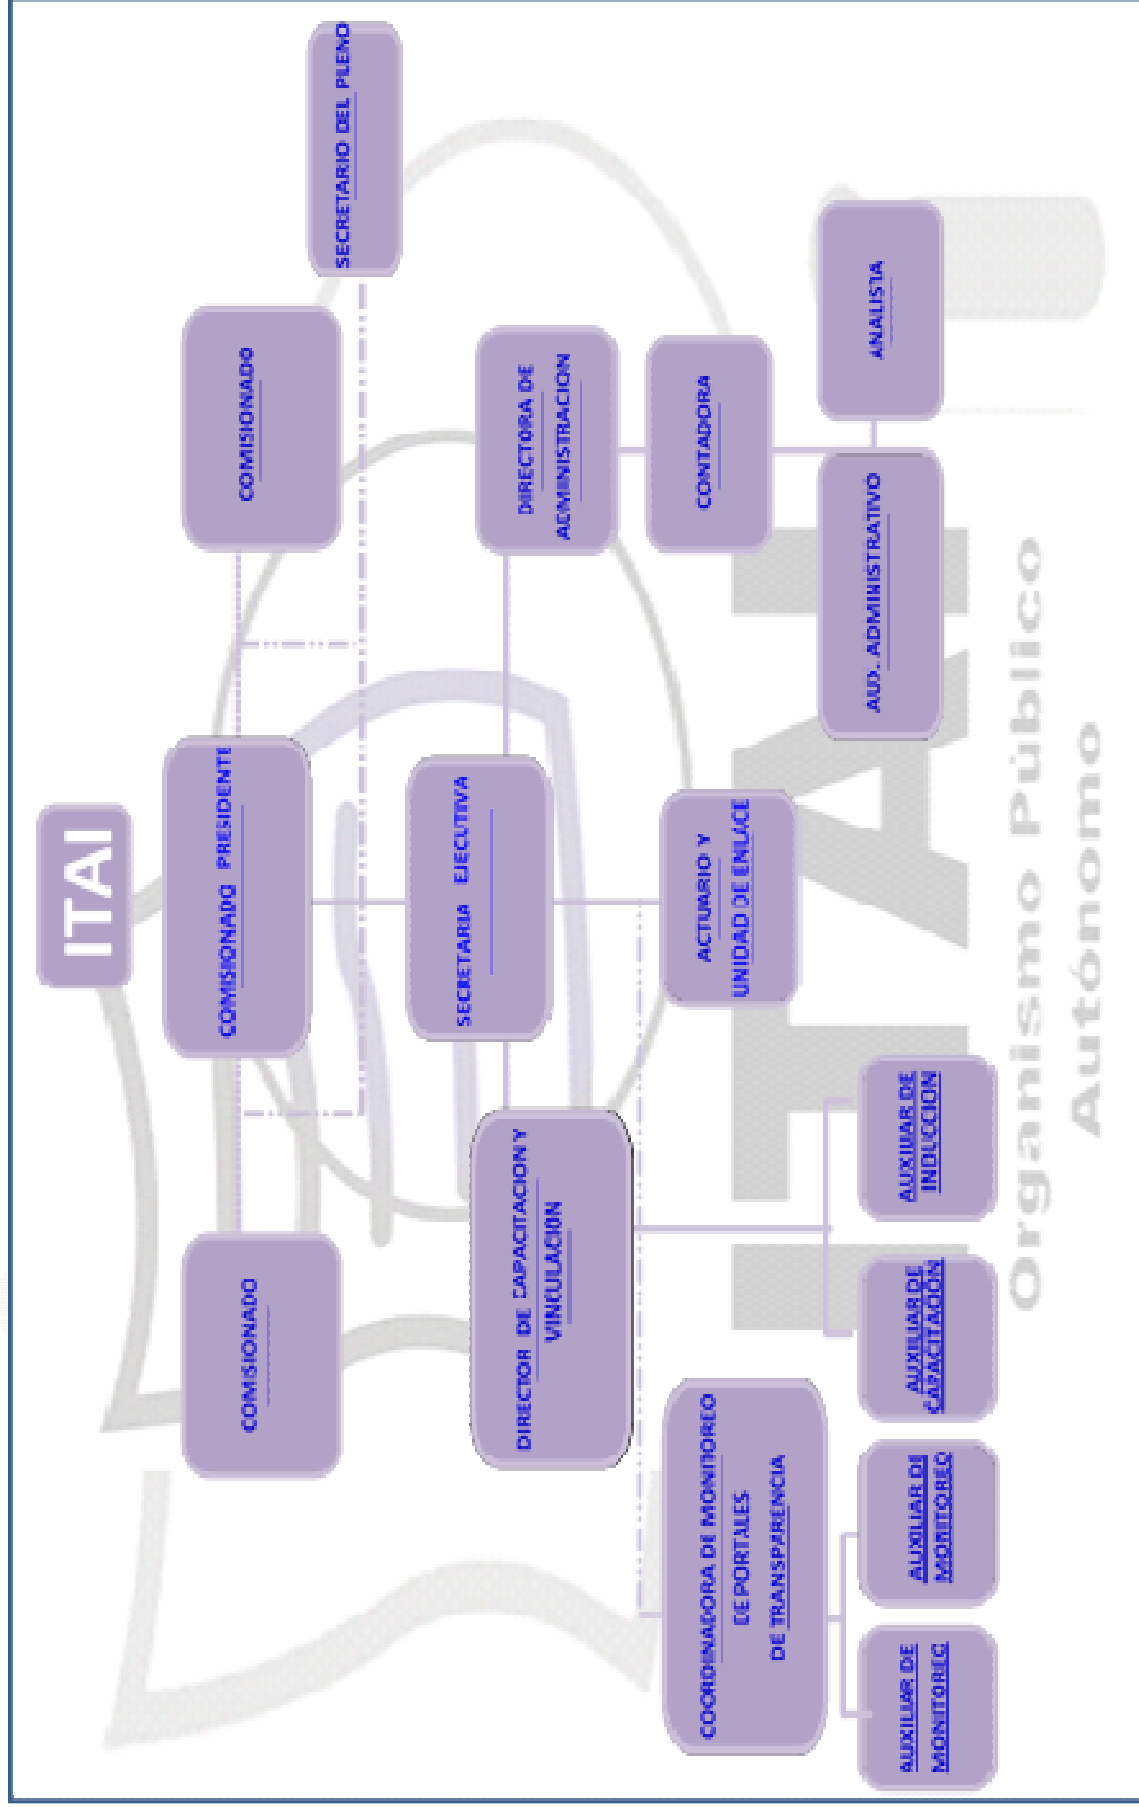 ITAI
COMISIONADO
COMISIONADO PRESIDENTE
COMISIONADO
SECRETARIO DEL PLENO
SECRETARIA EJECUTIVA
DIRECTOR DE CAPACITACION Y
VINCULACION
DIRECTORA DE
ADMINISTRACION
COORDINADORA DE MONITOREO
DE PORTALES
DE TRANSPARENCIA
ACTUARIO Y
UNIDAD DE ENLACE
CONTADORA
AUXILIAR DE
MONITOREO
AUXILIAR DE
MONITOREO
AUXILIAR DE
CAPACITACIÓN
AUXILIAR DE
INDUCCION
AUX. ADMINISTRATIVO
ANALISTA
ITAI
Organismo Público
Autónomo